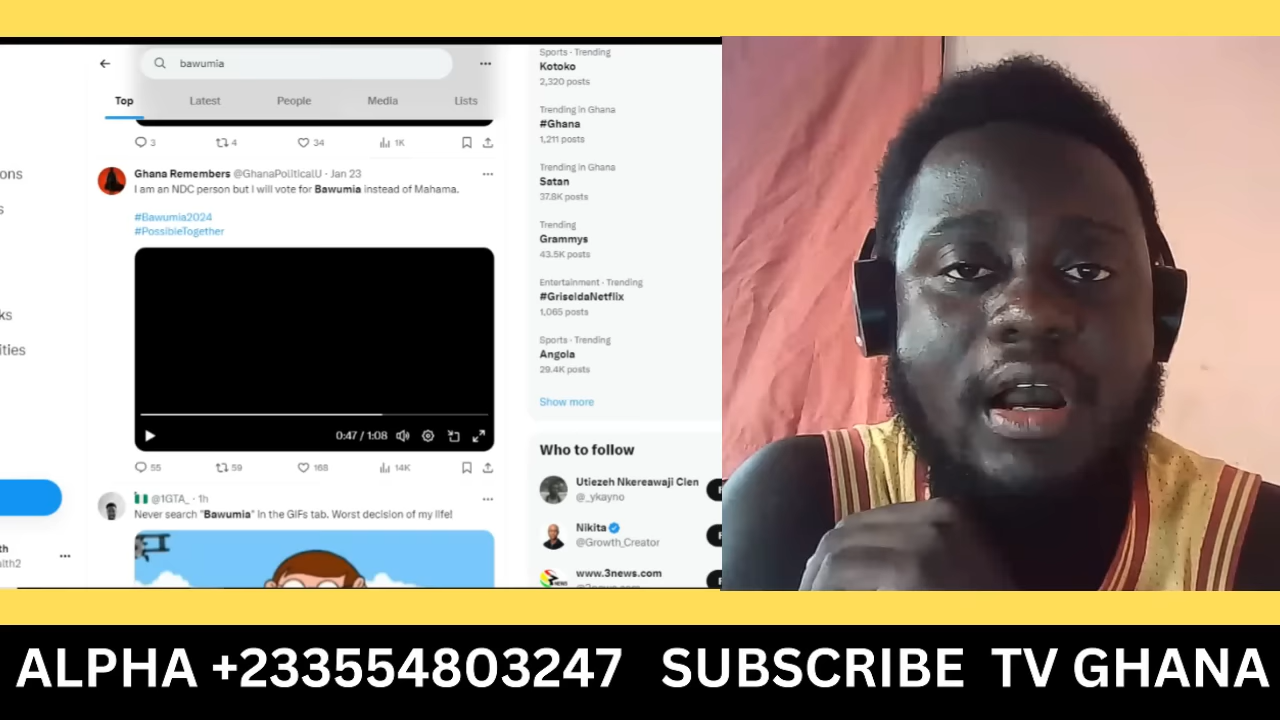 bawumia
Top
Latest
People
Media
Lists
3
4
34
1K
Ghana Remembers @GhanaPoliticalU · Jan 23
I am an NDC person but I will vote for Bawumia instead of Mahama.
#Bawumia2024
#PossibleTogether
0:47 / 1:08
55
59
168
14K
@1GTA_ · 1h
Never search "Bawumia" in the GIFs tab. Worst decision of my life!
Sports · Trending
Kotoko
2,320 posts
Trending in Ghana
#Ghana
1,211 posts
Trending in Ghana
Satan
37.8K posts
Trending
Grammys
43.5K posts
Entertainment · Trending
#GriseldaNetflix
1,065 posts
Sports · Trending
Angola
29.4K posts
Show more
Who to follow
Utiezeh Nkereawaji Clen
@_ykayno
Nikita
@Growth_Creator
www.3news.com
ons
s
ks
ities
th
lth2
ALPHA +233554803247 SUBSCRIBE TV GHANA